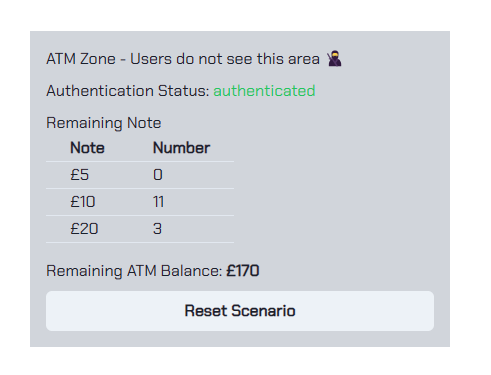 ATM Zone - Users do not see this area 🥷
Authentication Status: authenticated
Remaining Note
Note Number
£5 0
£10 11
£20 3
Remaining ATM Balance: £170
Reset Scenario